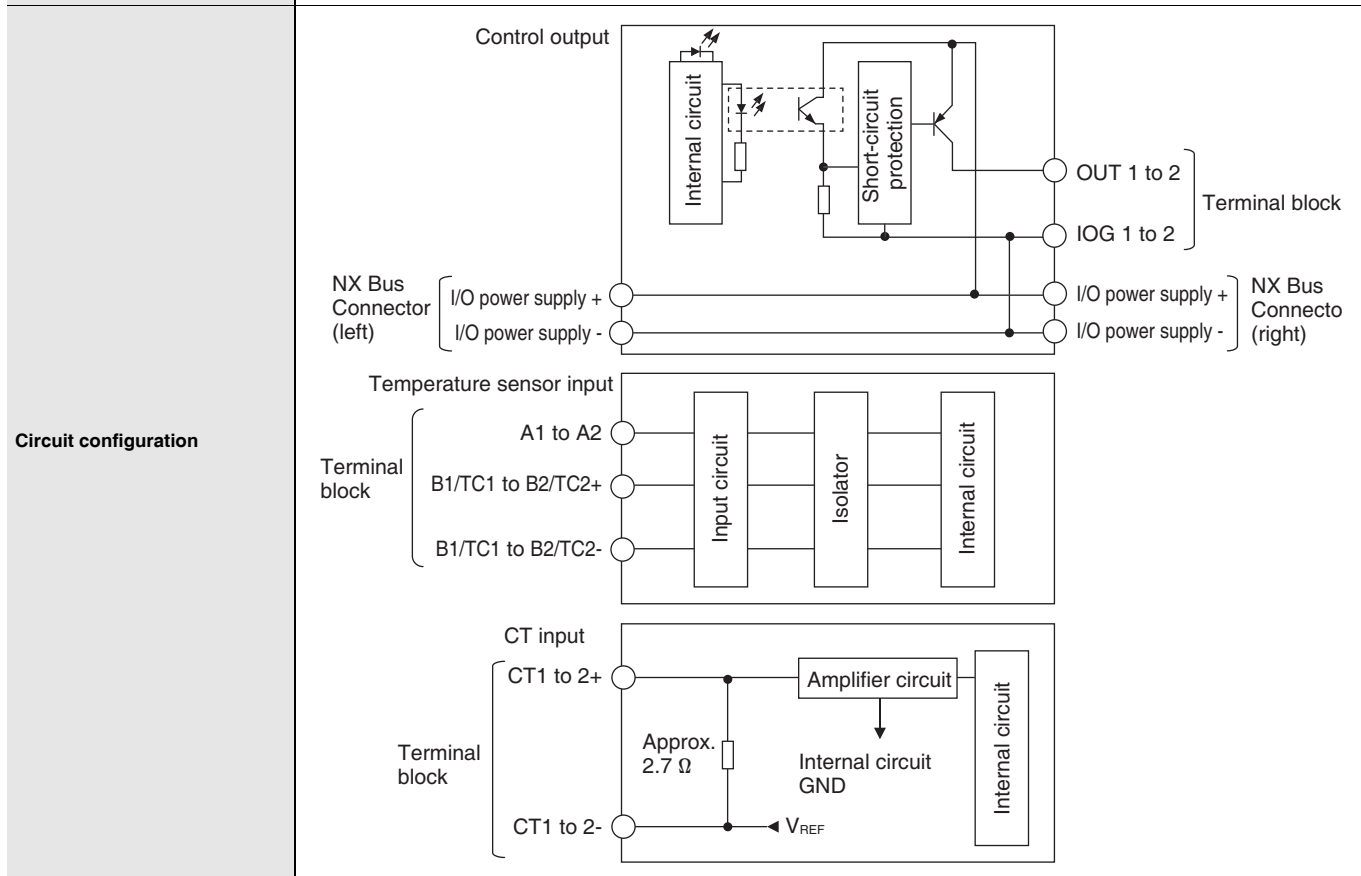 Circuit configuration
Control output
Internal circuit
Short-circuit
protection
OUT 1 to 2
IOG 1 to 2
Terminal block
NX Bus
Connector
(left)
I/O power supply +
I/O power supply -
I/O power supply +
I/O power supply -
NX Bus
Connecto
(right)
Temperature sensor input
Terminal
block
A1 to A2
B1/TC1 to B2/TC2+
B1/TC1 to B2/TC2-
Input circuit
Isolator
Internal circuit
CT input
Terminal
block
CT1 to 2+
CT1 to 2-
Approx.
2.7 Ω
Amplifier circuit
Internal circuit
GND
VREF
Internal circuit